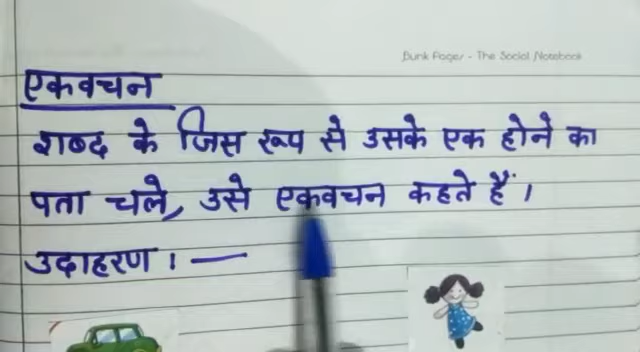 Bunk Pages - The Social Notebook
एकवचन
शब्द के जिस रूप से उसके एक होने का
पता चले, उसे एकवचन कहते हैं।
उदाहरण । —